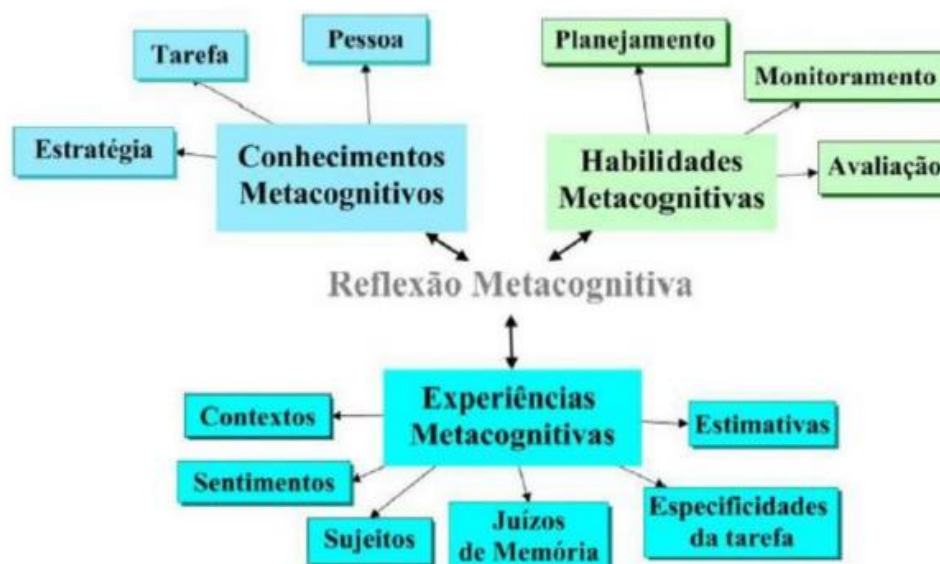 Tarefa
Pessoa
Estratégia
Conhecimentos
Metacognitivos
Planejamento
Monitoramento
Habilidades
Metacognitivas
Avaliação
Reflexão Metacognitiva
Experiências
Metacognitivas
Contextos
Sentimentos
Sujeitos
Juízos
de Memória
Especificidades
da tarefa
Estimativas